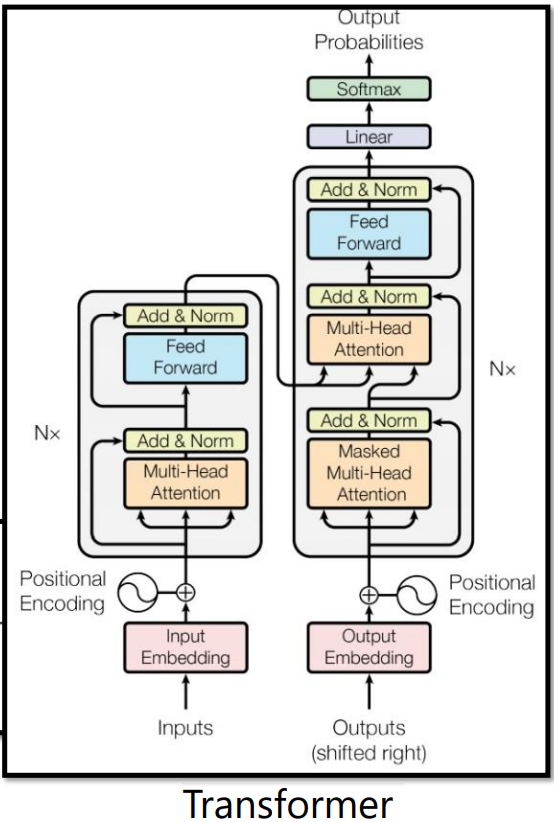 Output
Probabilities
Softmax
Linear
Add & Norm
Feed
Forward
Add & Norm
Multi-Head
Attention
Add & Norm
Masked
Multi-Head
Attention
Nx
Add & Norm
Feed
Forward
Add & Norm
Multi-Head
Attention
Nx
Positional
Encoding
Positional
Encoding
Input
Embedding
Output
Embedding
Inputs
Outputs
(shifted right)
Transformer